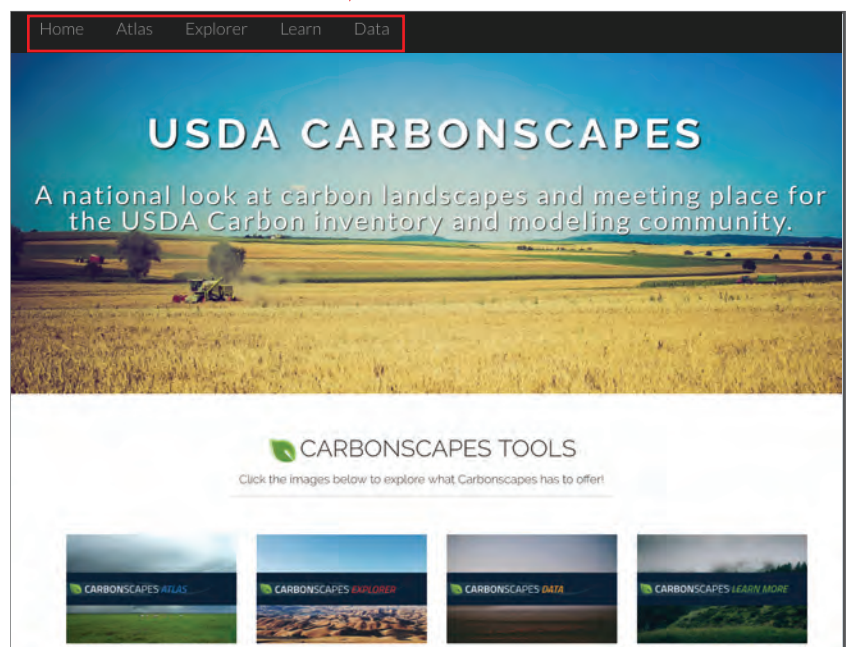 Home Atlas Explorer Learn Data
USDA CARBONSCAPES
A national look at carbon landscapes and meeting place for
the USDA Carbon inventory and modeling community.
CARBONSCAPES TOOLS
Click the images below to explore what Carbonscapes has to offer!
CARBONSCAPES ATLAS
CARBONSCAPES EXPLORER
CARBONSCAPES DATA
CARBONSCAPES LEARN MORE